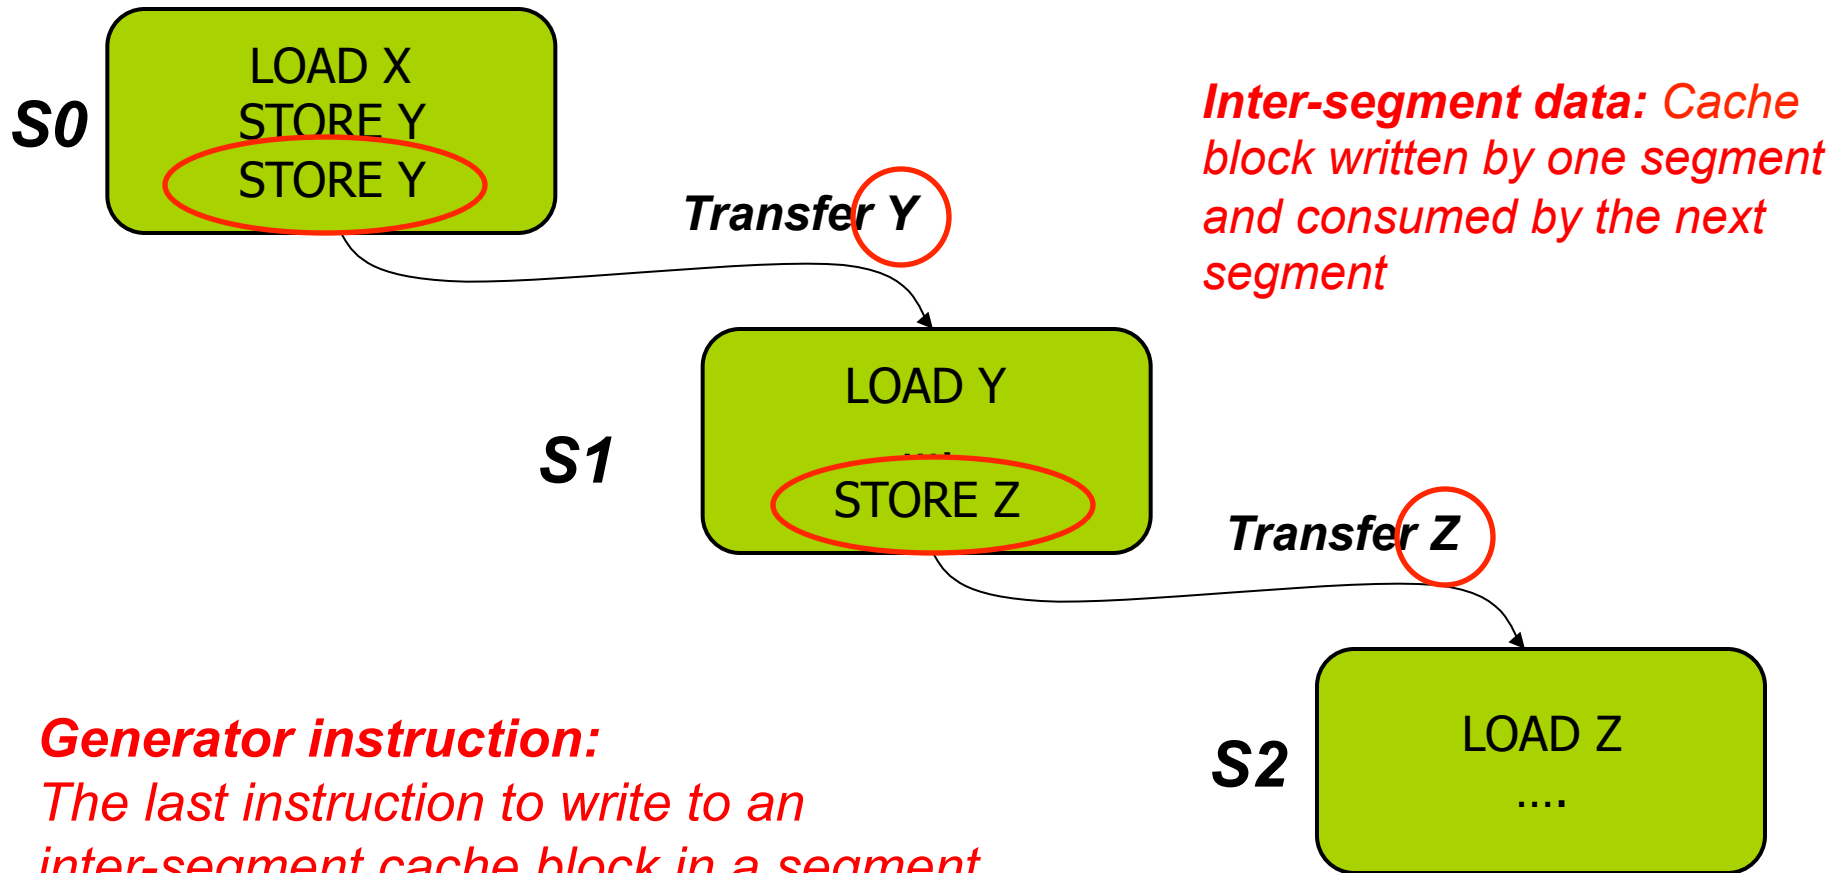 LOAD X
STORE Y
STORE Y
S0
Transfer Y
Inter-segment data: Cache
block written by one segment
and consumed by the next
segment
LOAD Y
....
STORE Z
S1
Transfer Z
LOAD Z
....
S2
Generator instruction:
The last instruction to write to an
inter-segment cache block in a segment